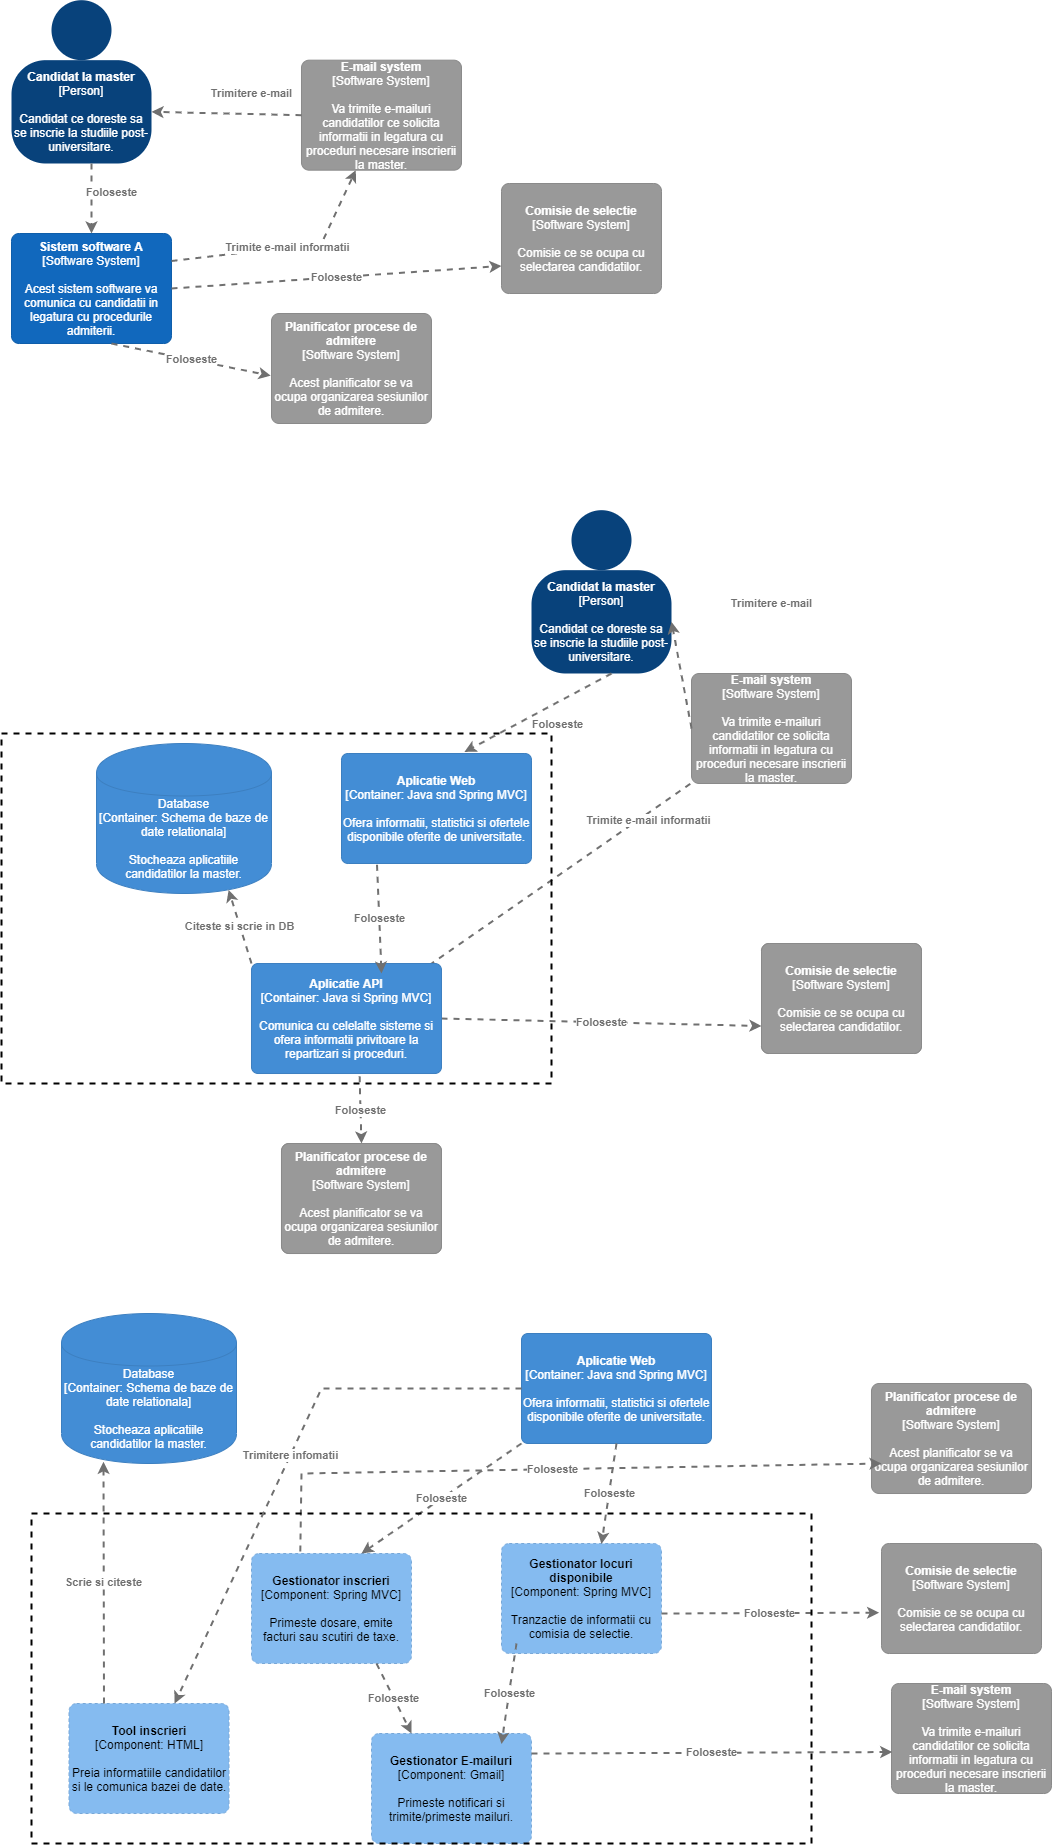 Candidat la master
[Person]
Candidat ce doreste sa
se inscrie la studiile post-
universitare.
Trimitere e-mail
E-mail system
[Software System]
Va trimite e-mailuri
candidatilor ce solicita
informatii in legatura cu
proceduri necesare inscrierii
la master.
Foloseste
Comisie de selectie
[Software System]
Comisie ce se ocupa cu
selectarea candidatilor.
Sistem software A
[Software System]
Acest sistem software va
comunica cu candidatii in
legatura cu procedurile
admiterii.
Trimite e-mail informatii
Foloseste
Foloseste
Planificator procese de
admitere
[Software System]
Acest planificator se va
ocupa organizarea sesiunilor
de admitere.
Candidat la master
[Person]
Candidat ce doreste sa
se inscrie la studiile post-
universitare.
Trimitere e-mail
E-mail system
[Software System]
Va trimite e-mailuri
candidatilor ce solicita
informatii in legatura cu
proceduri necesare inscrierii
la master.
Foloseste
Database
[Container: Schema de baze de
date relationala]
Stocheaza aplicatiile
candidatilor la master.
Aplicatie Web
[Container: Java snd Spring MVC]
Ofera informatii, statistici si ofertele
disponibile oferite de universitate.
Trimite e-mail informatii
Foloseste
Citeste si scrie in DB
Aplicatie API
[Container: Java si Spring MVC]
Comunica cu celelalte sisteme si
ofera informatii privitoare la
repartizari si proceduri.
Foloseste
Comisie de selectie
[Software System]
Comisie ce se ocupa cu
selectarea candidatilor.
Foloseste
Planificator procese de
admitere
[Software System]
Acest planificator se va
ocupa organizarea sesiunilor
de admitere.
Database
[Container: Schema de baze de
date relationala]
Stocheaza aplicatiile
candidatilor la master.
Aplicatie Web
[Container: Java snd Spring MVC]
Ofera informatii, statistici si ofertele
disponibile oferite de universitate.
Planificator procese de
admitere
[Software System]
Acest planificator se va
ocupa organizarea sesiunilor
de admitere.
Trimitere infomatii
Foloseste
Foloseste
Foloseste
Scrie si citeste
Gestionator inscrieri
[Component: Spring MVC]
Primeste dosare, emite
facturi sau scutiri de taxe.
Gestionator locuri
disponibile
[Component: Spring MVC]
Tranzactie de informatii cu
comisia de selectie.
Foloseste
Comisie de selectie
[Software System]
Comisie ce se ocupa cu
selectarea candidatilor.
Foloseste
Foloseste
Tool inscrieri
[Component: HTML]
Preia informatiile candidatilor
si le comunica bazei de date.
Gestionator E-mailuri
[Component: Gmail]
Primeste notificari si
trimite/primeste mailuri.
Foloseste
E-mail system
[Software System]
Va trimite e-mailuri
candidatilor ce solicita
informatii in legatura cu
proceduri necesare inscrierii
la master.